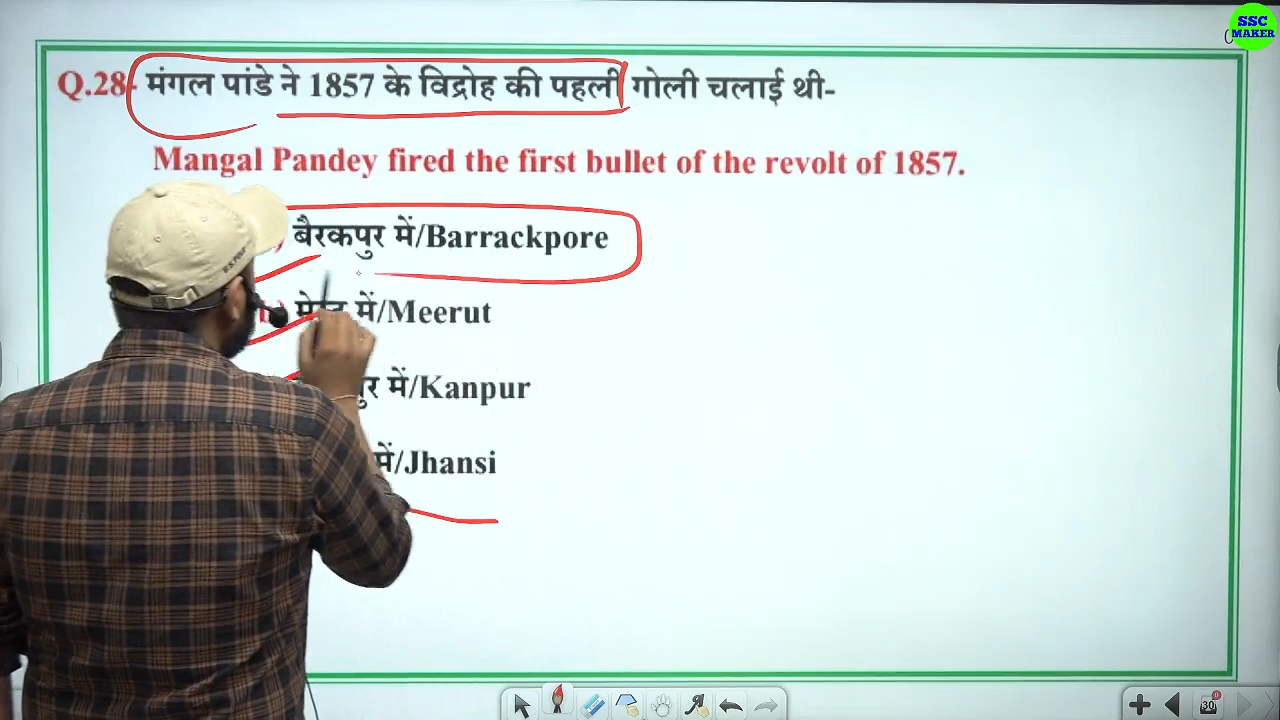 SSC
MAKER
Q.28- मंगल पांडे ने 1857 के विद्रोह की पहली गोली चलाई थी-
Mangal Pandey fired the first bullet of the revolt of 1857.
बैरकपुर में/Barrackpore
में/Meerut
में/Kanpur
में/Jhansi
30